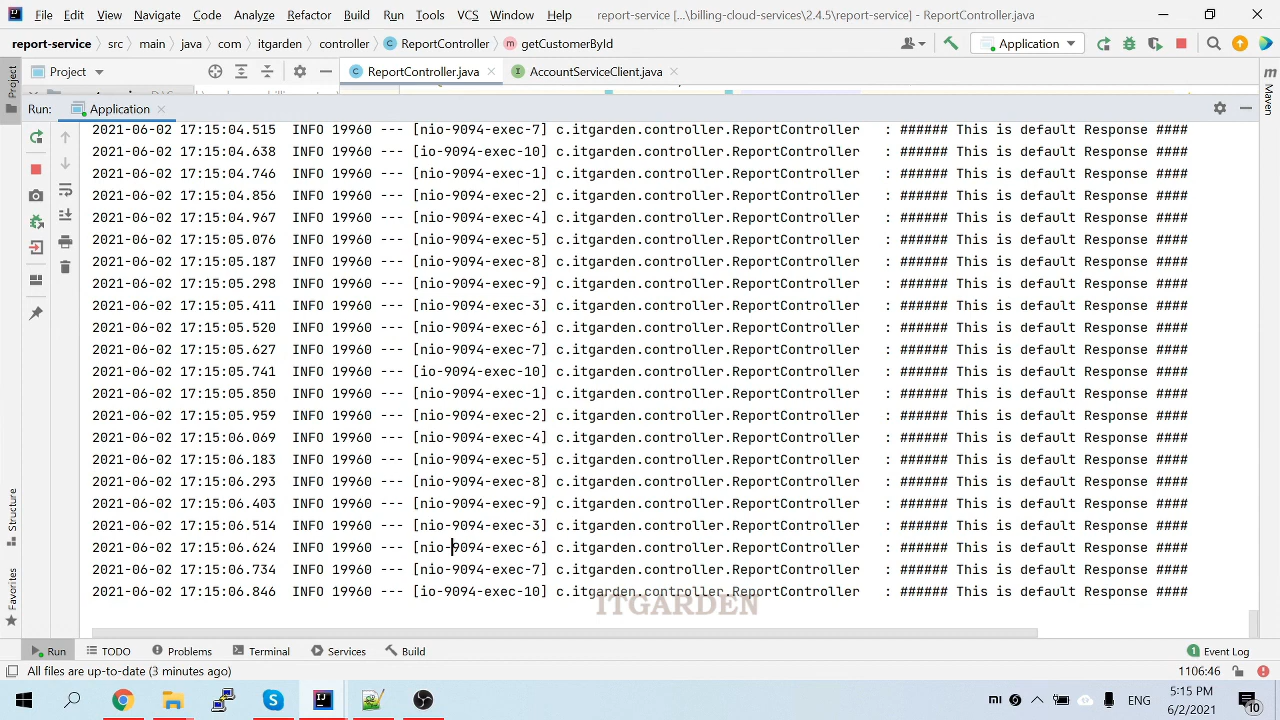 File Edit View Navigate Code Analyze Refactor Build Run Tools VCS Window Help report-service [...\billing-cloud-services\2.4.5\report-service] - ReportController.java
report-service src main java com itgarden controller ReportController getCustomerById Application
Project ReportController.java AccountServiceClient.java
Run: Application
2021-06-02 17:15:04.515 INFO 19960 --- [nio-9094-exec-7] c.itgarden.controller.ReportController : ###### This is default Response ####
2021-06-02 17:15:04.638 INFO 19960 --- [io-9094-exec-10] c.itgarden.controller.ReportController : ###### This is default Response ####
2021-06-02 17:15:04.746 INFO 19960 --- [nio-9094-exec-1] c.itgarden.controller.ReportController : ###### This is default Response ####
2021-06-02 17:15:04.856 INFO 19960 --- [nio-9094-exec-2] c.itgarden.controller.ReportController : ###### This is default Response ####
2021-06-02 17:15:04.967 INFO 19960 --- [nio-9094-exec-4] c.itgarden.controller.ReportController : ###### This is default Response ####
2021-06-02 17:15:05.076 INFO 19960 --- [nio-9094-exec-5] c.itgarden.controller.ReportController : ###### This is default Response ####
2021-06-02 17:15:05.187 INFO 19960 --- [nio-9094-exec-8] c.itgarden.controller.ReportController : ###### This is default Response ####
2021-06-02 17:15:05.298 INFO 19960 --- [nio-9094-exec-9] c.itgarden.controller.ReportController : ###### This is default Response ####
2021-06-02 17:15:05.411 INFO 19960 --- [nio-9094-exec-3] c.itgarden.controller.ReportController : ###### This is default Response ####
2021-06-02 17:15:05.520 INFO 19960 --- [nio-9094-exec-6] c.itgarden.controller.ReportController : ###### This is default Response ####
2021-06-02 17:15:05.627 INFO 19960 --- [nio-9094-exec-7] c.itgarden.controller.ReportController : ###### This is default Response ####
2021-06-02 17:15:05.741 INFO 19960 --- [io-9094-exec-10] c.itgarden.controller.ReportController : ###### This is default Response ####
2021-06-02 17:15:05.850 INFO 19960 --- [nio-9094-exec-1] c.itgarden.controller.ReportController : ###### This is default Response ####
2021-06-02 17:15:05.959 INFO 19960 --- [nio-9094-exec-2] c.itgarden.controller.ReportController : ###### This is default Response ####
2021-06-02 17:15:06.069 INFO 19960 --- [nio-9094-exec-4] c.itgarden.controller.ReportController : ###### This is default Response ####
2021-06-02 17:15:06.183 INFO 19960 --- [nio-9094-exec-5] c.itgarden.controller.ReportController : ###### This is default Response ####
2021-06-02 17:15:06.293 INFO 19960 --- [nio-9094-exec-8] c.itgarden.controller.ReportController : ###### This is default Response ####
2021-06-02 17:15:06.403 INFO 19960 --- [nio-9094-exec-9] c.itgarden.controller.ReportController : ###### This is default Response ####
2021-06-02 17:15:06.514 INFO 19960 --- [nio-9094-exec-3] c.itgarden.controller.ReportController : ###### This is default Response ####
2021-06-02 17:15:06.624 INFO 19960 --- [nio-9094-exec-6] c.itgarden.controller.ReportController : ###### This is default Response ####
2021-06-02 17:15:06.734 INFO 19960 --- [nio-9094-exec-7] c.itgarden.controller.ReportController : ###### This is default Response ####
2021-06-02 17:15:06.846 INFO 19960 --- [io-9094-exec-10] c.itgarden.controller.ReportController : ###### This is default Response ####
ITGARDEN
Project
Structure
Favorites
Maven
Run TODO Problems Terminal Services Build 1 Event Log
All files are up-to-date (3 minutes ago) 1106:46
ENG 5:15 PM
6/2/2021 10